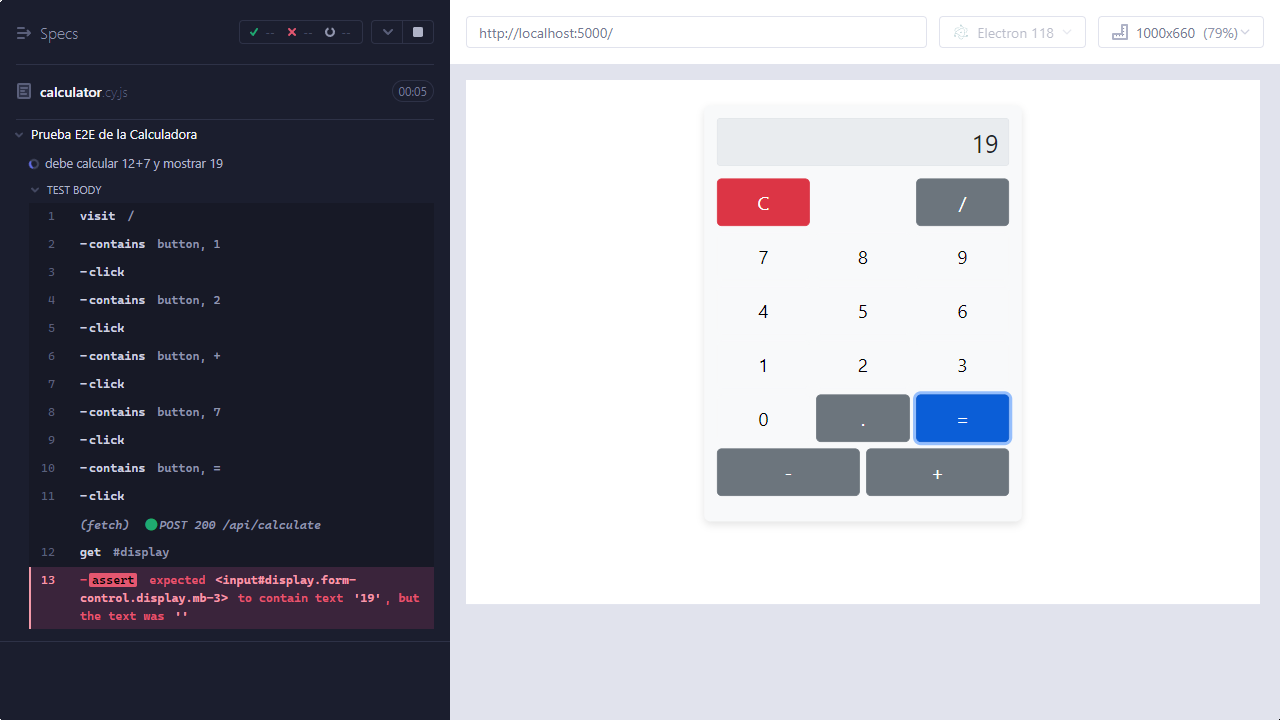 Specs
--
--
--
http://localhost:5000/
Electron 118
1000x660 (79%)
calculator.cy.js
00:05
Prueba E2E de la Calculadora
debe calcular 12+7 y mostrar 19
TEST BODY
1 visit /
2 -contains button, 1
3 -click
4 -contains button, 2
5 -click
6 -contains button, +
7 -click
8 -contains button, 7
9 -click
10 -contains button, =
11 -click
(fetch) POST 200 /api/calculate
12 get #display
13 -assert expected <input#display.form-
control.display.mb-3> to contain text '19', but
the text was ''
19
C /
7 8 9
4 5 6
1 2 3
0 . =
- +